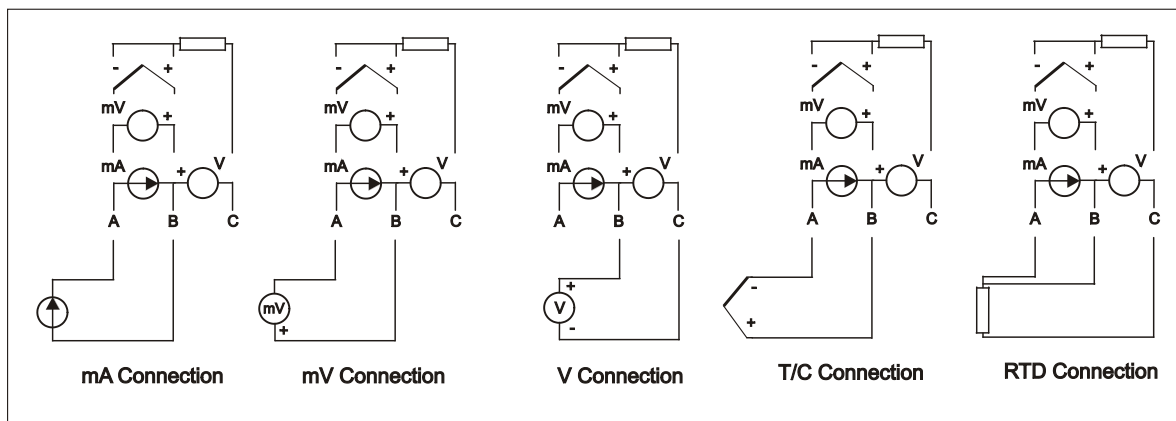 - +
mV +
mA + V
A B C
mA Connection
- +
mV +
mA + V
A B C
mV
+
mV Connection
- +
mV +
mA + V
A B C
+
V
-
V Connection
- +
mV +
mA + V
A B C
-
+
T/C Connection
- +
mV +
mA + V
A B C
RTD Connection